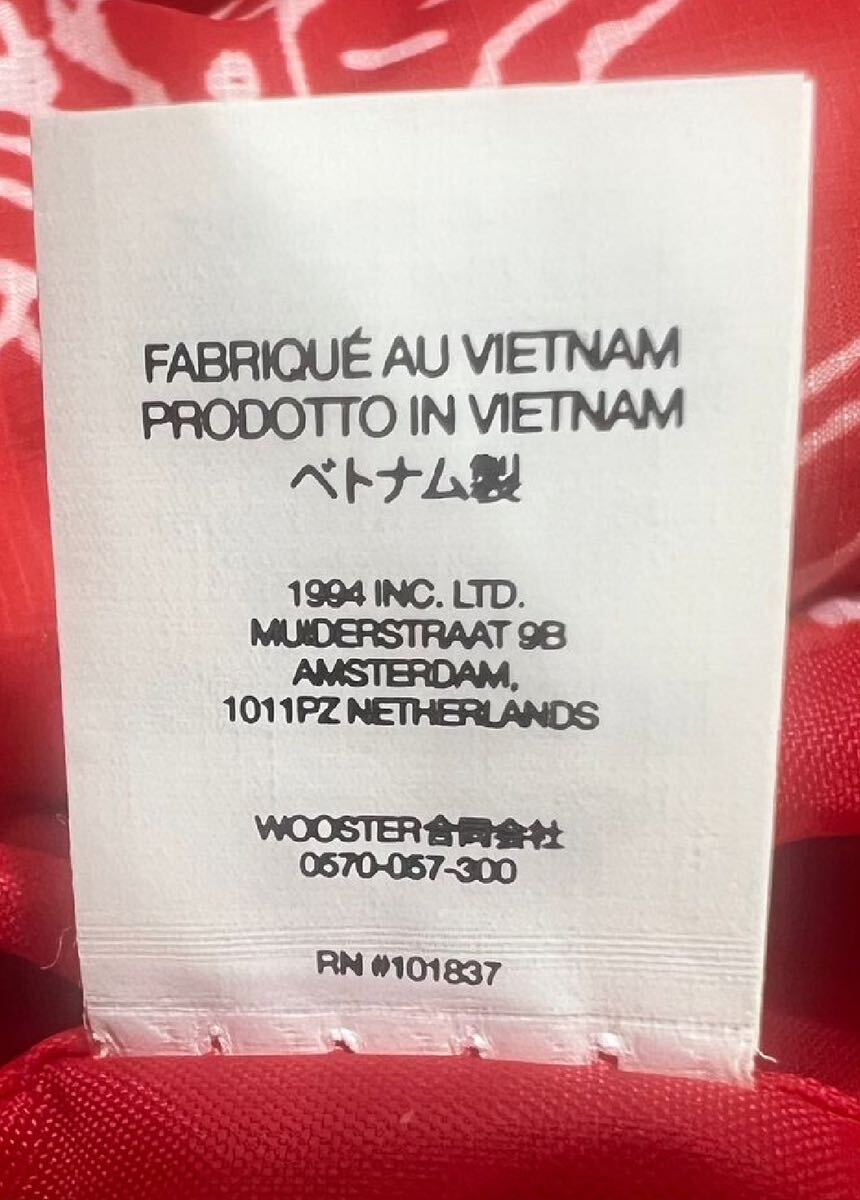 FABRIQUÉ AU VIETNAM
PRODOTTO IN VIETNAM
ベトナム製
1994 INC. LTD.
MUIDERSTRAAT 9B
AMSTERDAM,
1011PZ NETHERLANDS
WOOSTER合同会社
0570-057-300
RN #101837